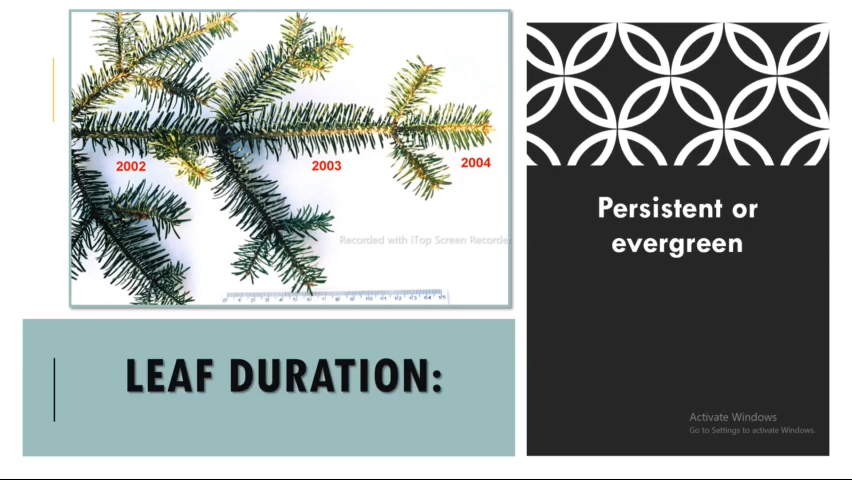 2002
2003
2004
Recorded with iTop Screen Recorder
Persistent or
evergreen
LEAF DURATION:
Activate Windows
Go to Settings to activate Windows.